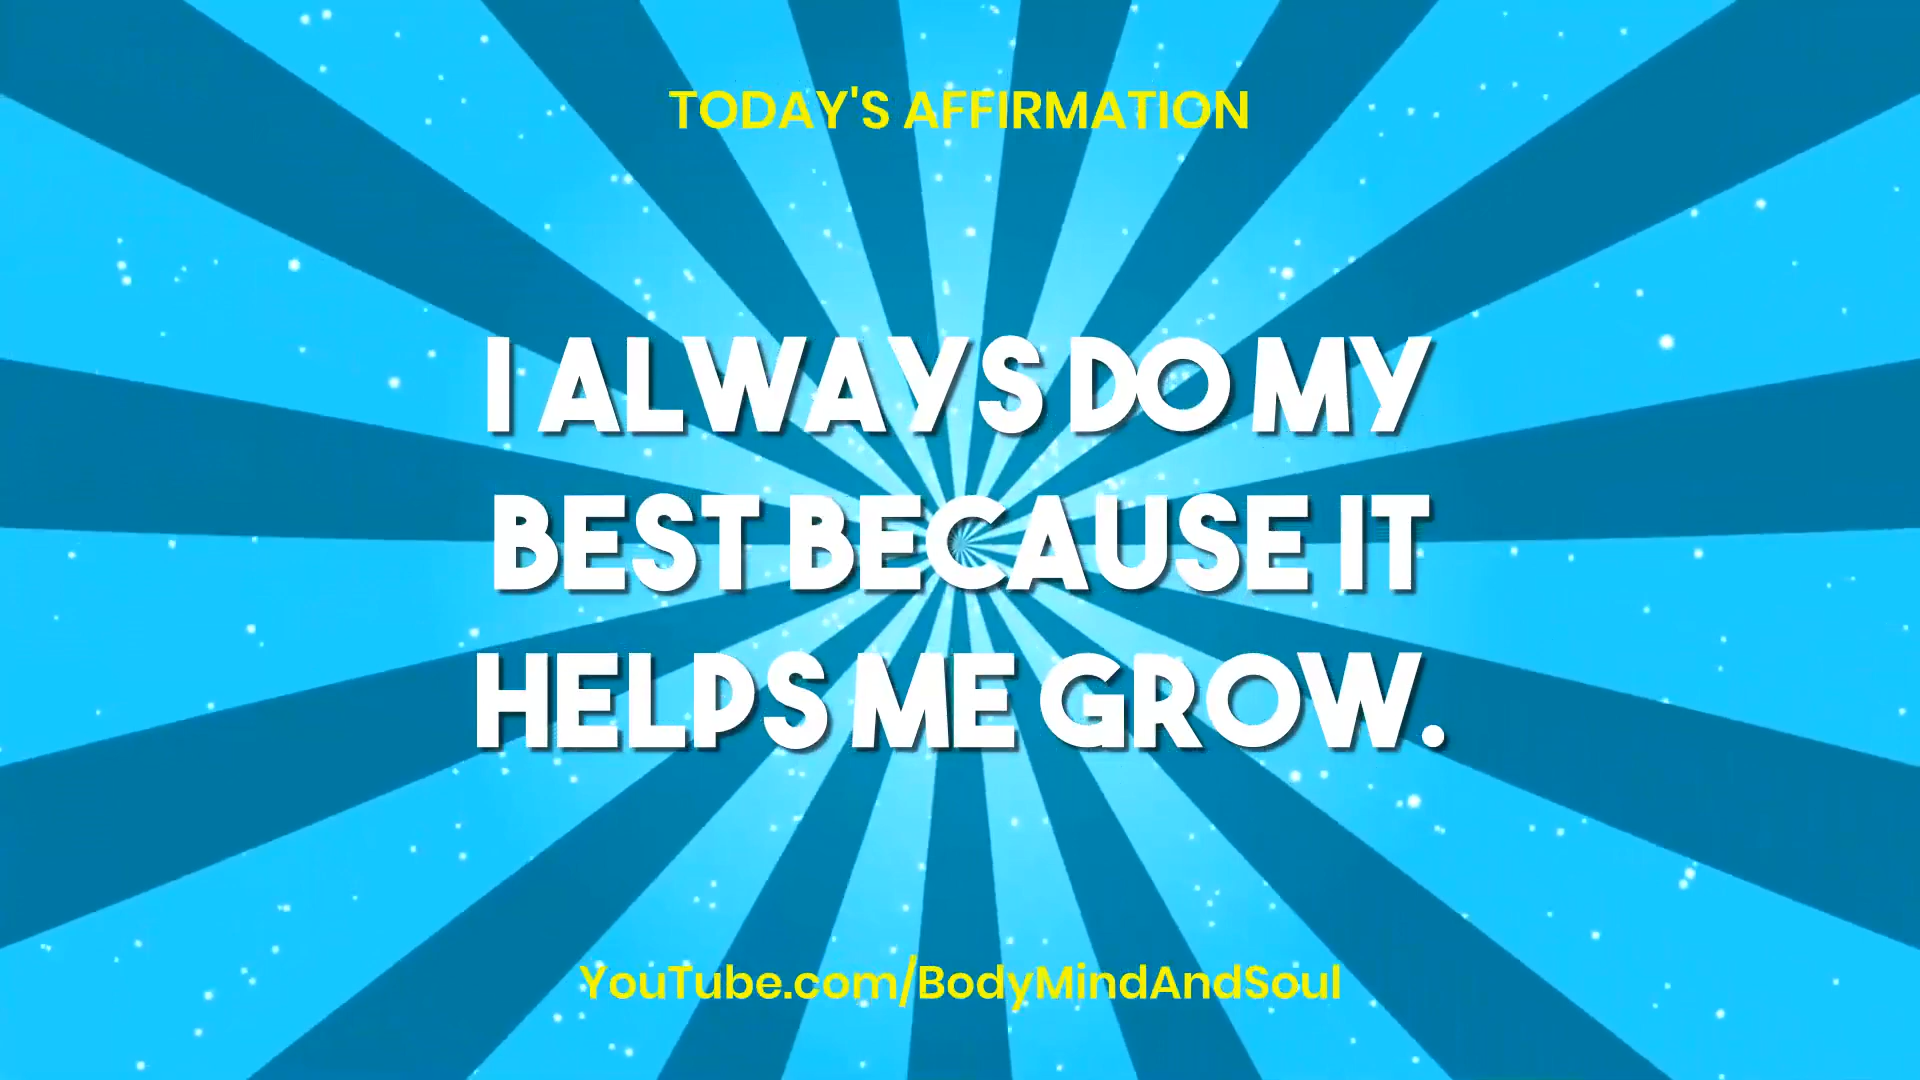 TODAY'S AFFIRMATION
I ALWAYS DO MY
BEST BECAUSE IT
HELPS ME GROW.
YouTube.com/BodyMindAndSoul